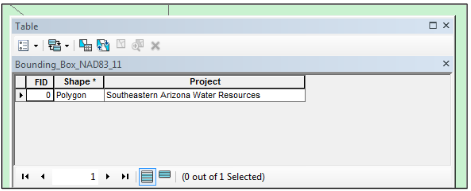 Table
Bounding_Box_NAD83_11
FID Shape * Project
0 Polygon Southeastern Arizona Water Resources
1 (0 out of 1 Selected)